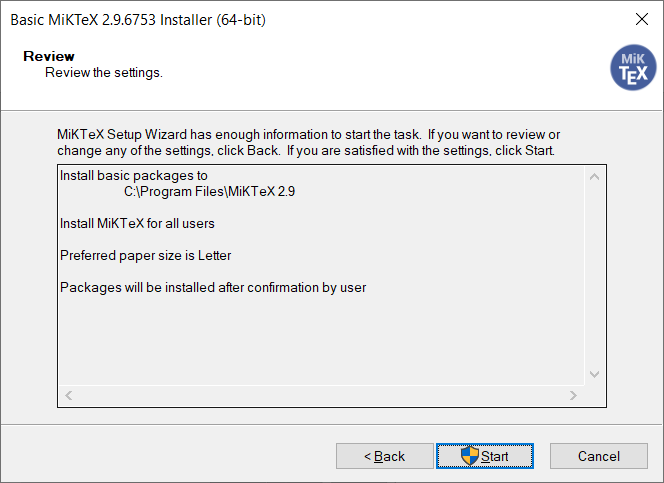 Basic MiKTeX 2.9.6753 Installer (64-bit)
Review
Review the settings.
MiK
TEX
MiKTeX Setup Wizard has enough information to start the task. If you want to review or
change any of the settings, click Back. If you are satisfied with the settings, click Start.
Install basic packages to
C:\Program Files\MiKTeX 2.9
Install MiKTeX for all users
Preferred paper size is Letter
Packages will be installed after confirmation by user
< Back
Start
Cancel